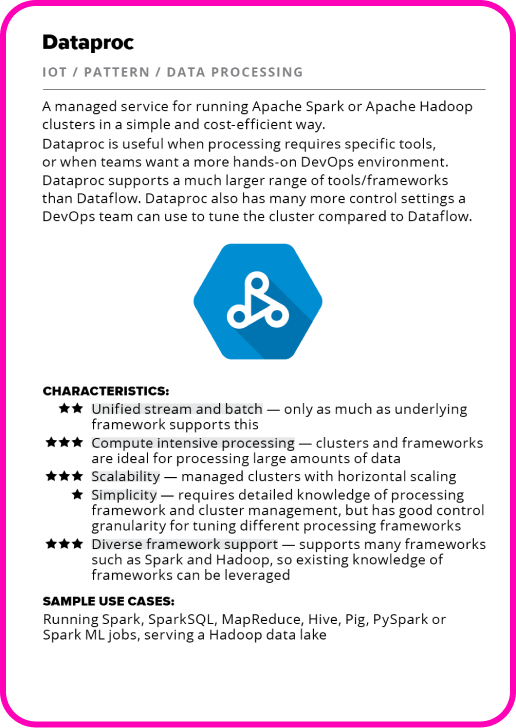 Dataproc
IOT / PATTERN / DATA PROCESSING
A managed service for running Apache Spark or Apache Hadoop
clusters in a simple and cost-efficient way.
Dataproc is useful when processing requires specific tools,
or when teams want a more hands-on DevOps environment.
Dataproc supports a much larger range of tools/frameworks
than Dataflow. Dataproc also has many more control settings a
DevOps team can use to tune the cluster compared to Dataflow.
CHARACTERISTICS:
★★ Unified stream and batch — only as much as underlying
framework supports this
★★★ Compute intensive processing — clusters and frameworks
are ideal for processing large amounts of data
★★★ Scalability — managed clusters with horizontal scaling
★ Simplicity — requires detailed knowledge of processing
framework and cluster management, but has good control
granularity for tuning different processing frameworks
★★★ Diverse framework support — supports many frameworks
such as Spark and Hadoop, so existing knowledge of
frameworks can be leveraged
SAMPLE USE CASES:
Running Spark, SparkSQL, MapReduce, Hive, Pig, PySpark or
Spark ML jobs, serving a Hadoop data lake